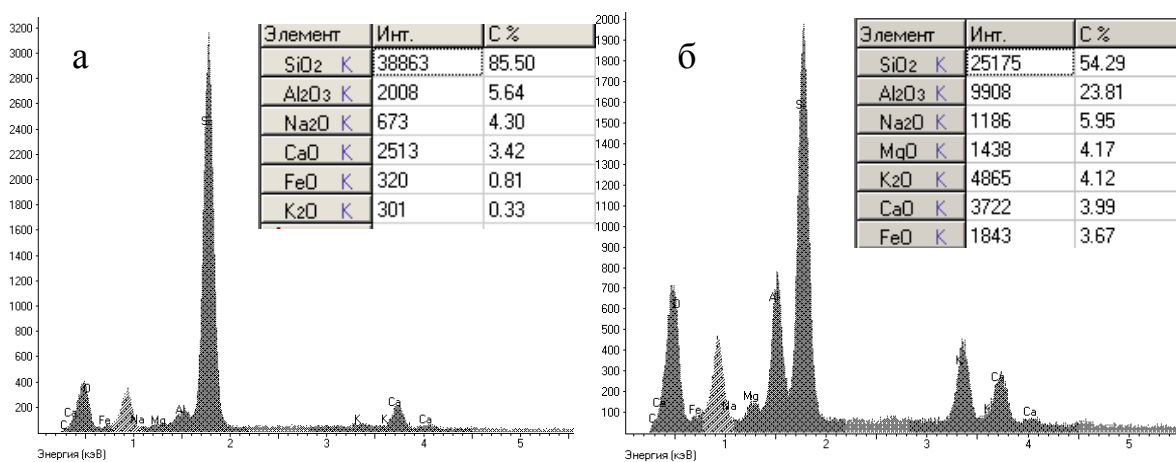 а
Элемент Инт. C %
SiO2 K 38863 85.50
Al2O3 K 2008 5.64
Na2O K 673 4.30
CaO K 2513 3.42
FeO K 320 0.81
K2O K 301 0.33
3200
3000
2800
2600
2400
2200
2000
1800
1600
1400
1200
1000
800
600
400
200
C Ca O Fe Na Mg Al Si K K Ca Ca
1 2 3 4 5
Энергия (кэВ)
б
Элемент Инт. C %
SiO2 K 25175 54.29
Al2O3 K 9908 23.81
Na2O K 1186 5.95
MgO K 1438 4.17
K2O K 4865 4.12
CaO K 3722 3.99
FeO K 1843 3.67
2000
1900
1800
1700
1600
1500
1400
1300
1200
1100
1000
900
800
700
600
500
400
300
200
100
C Ca O Fe Na Mg Al Si K K Ca Ca
1 2 3 4 5
Энергия (кэВ)